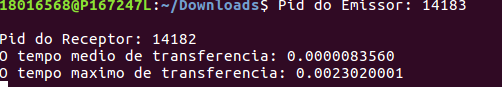 18016568@P167247L:~/Downloads$ Pid do Emissor: 14183
Pid do Receptor: 14182
O tempo medio de transferencia: 0.0000083560
O tempo maximo de transferencia: 0.0023020001